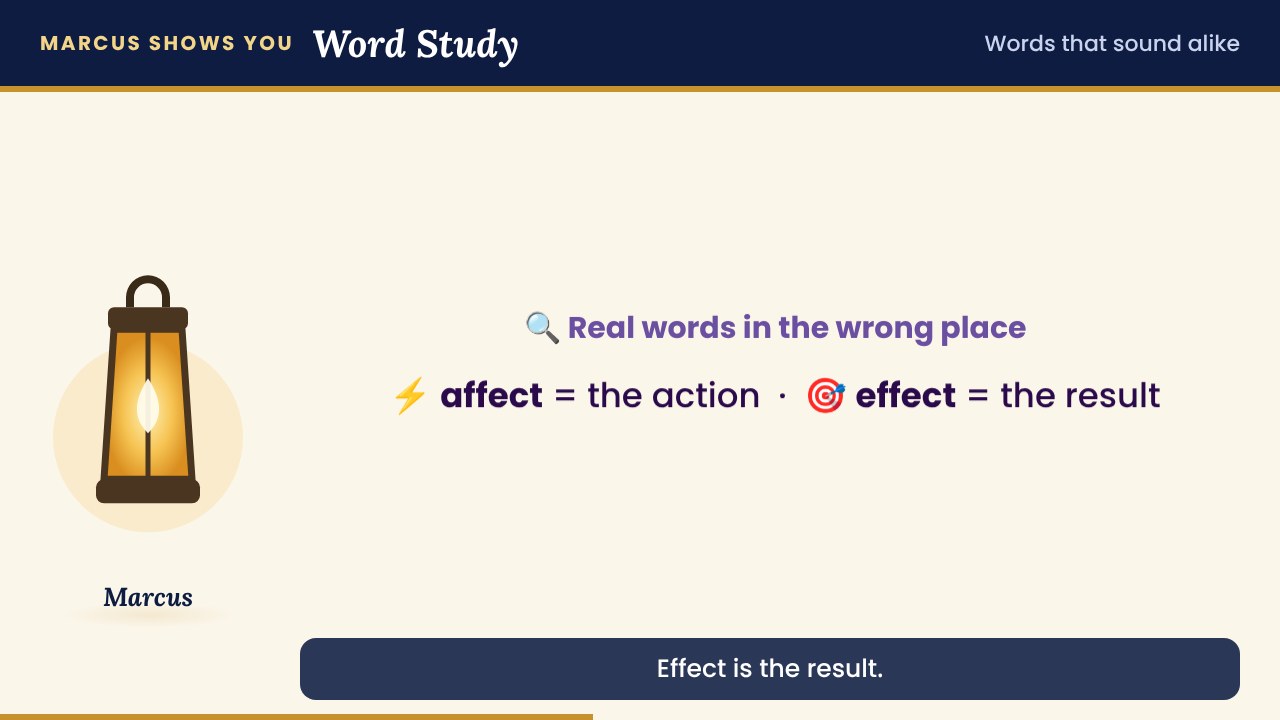 MARCUS SHOWS YOU Word Study
Words that sound alike
🔍 Real words in the wrong place
⚡ affect = the action · 🎯 effect = the result
Marcus
Effect is the result.